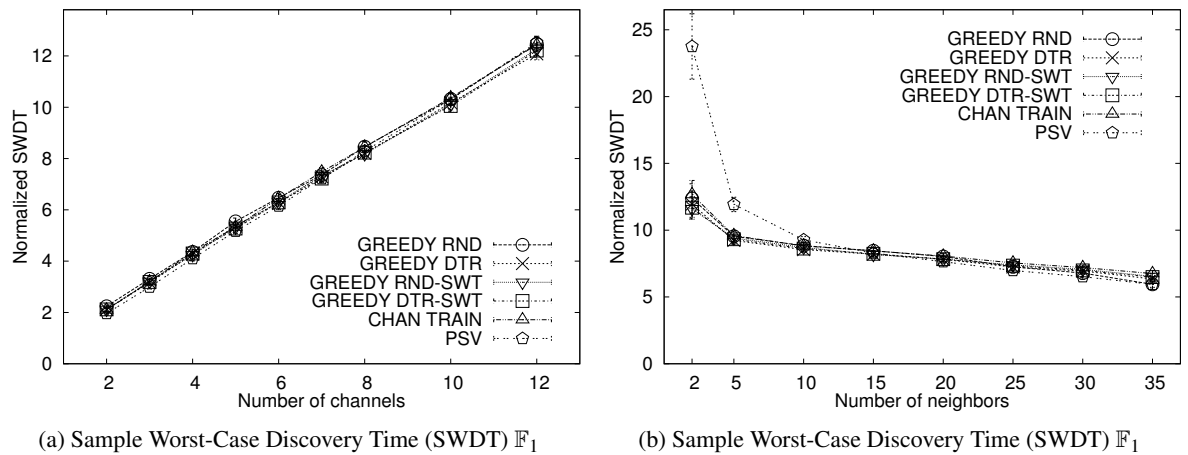 12
10
8
6
4
2
0
Normalized SWDT
GREEDY RND
GREEDY DTR
GREEDY RND-SWT
GREEDY DTR-SWT
CHAN TRAIN
PSV
2 4 6 8 10 12
Number of channels
(a) Sample Worst-Case Discovery Time (SWDT) 𝔽₁
25
20
15
10
5
0
Normalized SWDT
GREEDY RND
GREEDY DTR
GREEDY RND-SWT
GREEDY DTR-SWT
CHAN TRAIN
PSV
2 5 10 15 20 25 30 35
Number of neighbors
(b) Sample Worst-Case Discovery Time (SWDT) 𝔽₁